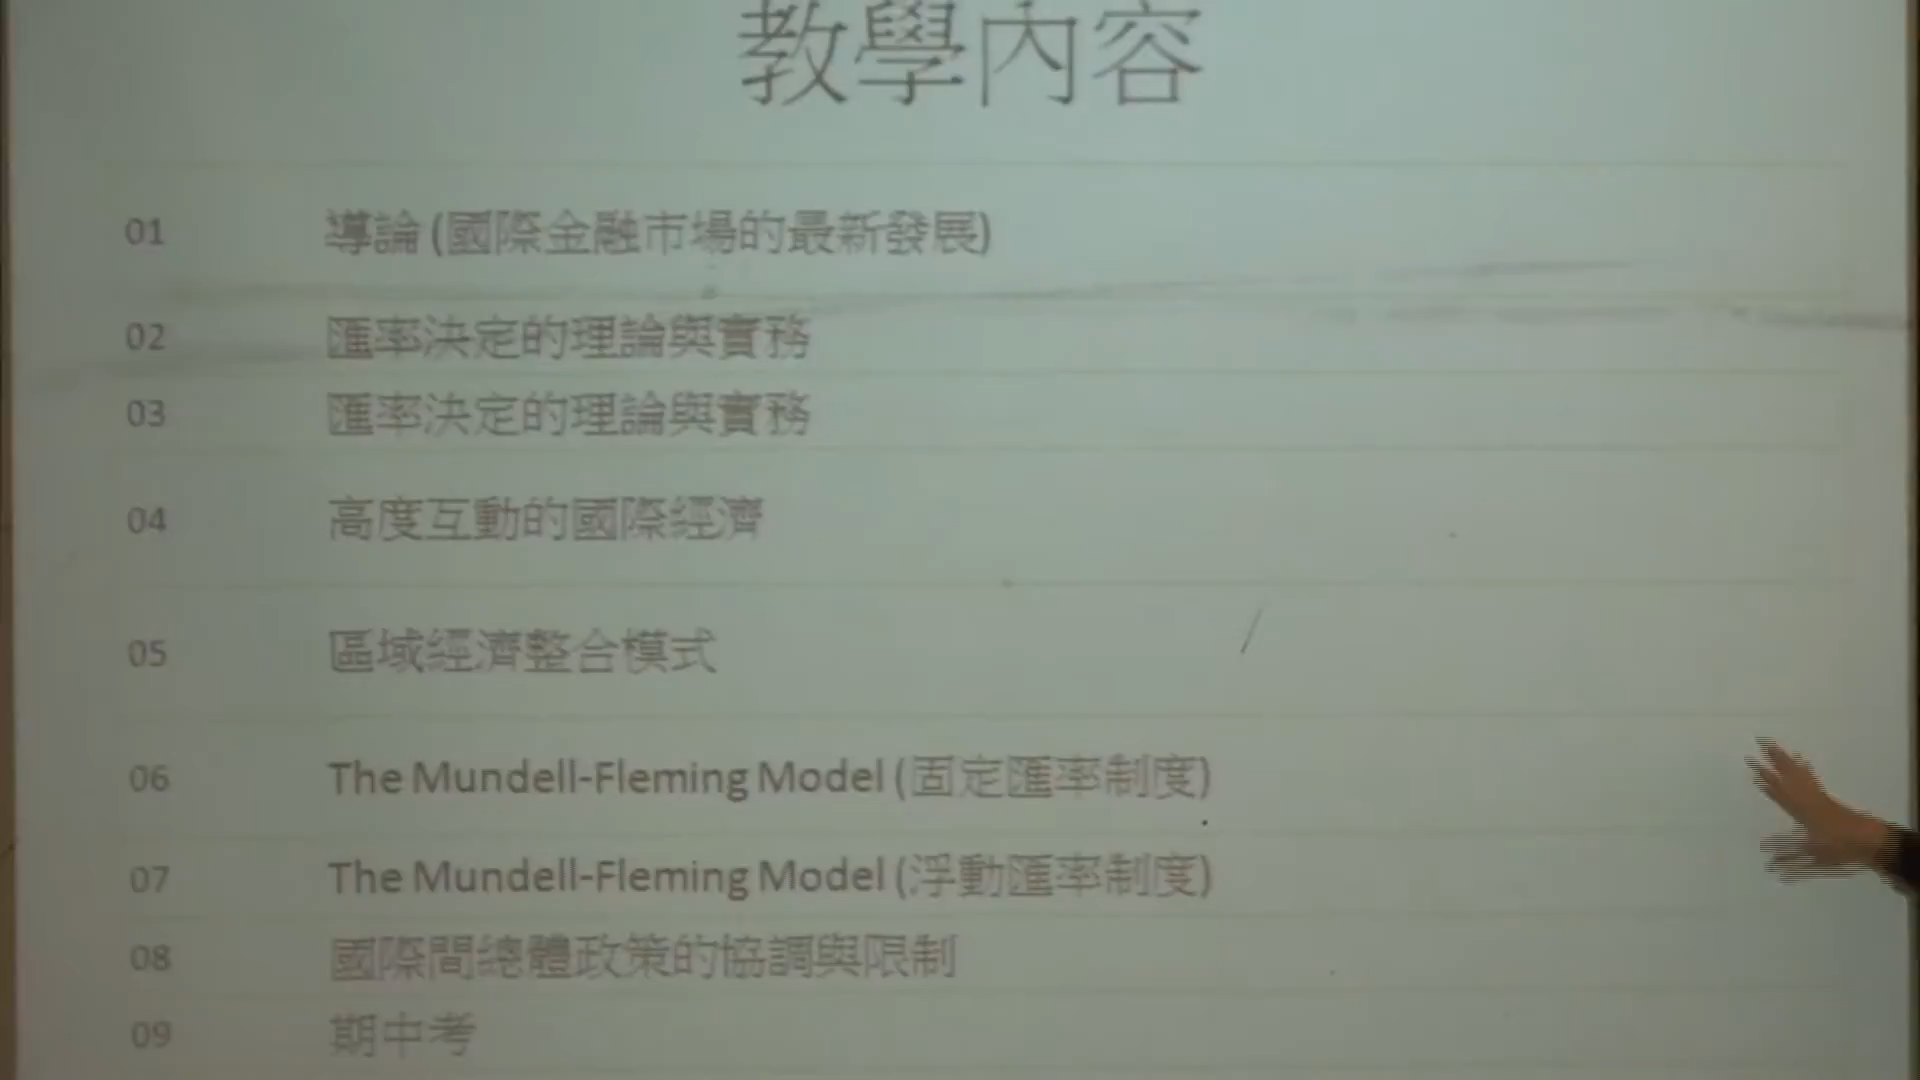 教學內容
01 導論 (國際金融市場的最新發展)
02 匯率決定的理論與實務
03 匯率決定的理論與實務
04 高度互動的國際經濟
05 區域經濟整合模式
06 The Mundell-Fleming Model (固定匯率制度)
07 The Mundell-Fleming Model (浮動匯率制度)
08 國際間總體政策的協調與限制
09 期中考